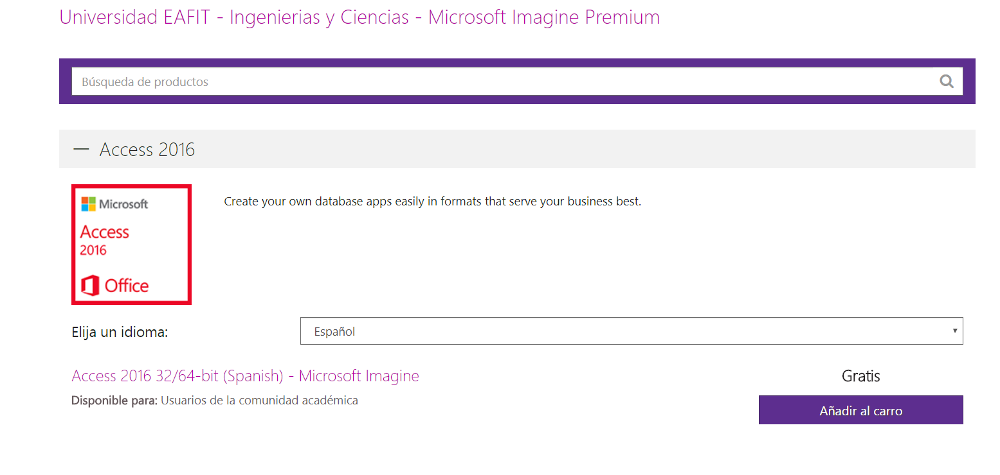 Universidad EAFIT - Ingenierias y Ciencias - Microsoft Imagine Premium
Búsqueda de productos
— Access 2016
Microsoft
Access
2016
Office
Create your own database apps easily in formats that serve your business best.
Elija un idioma:
Español
Access 2016 32/64-bit (Spanish) - Microsoft Imagine
Gratis
Disponible para: Usuarios de la comunidad académica
Añadir al carro